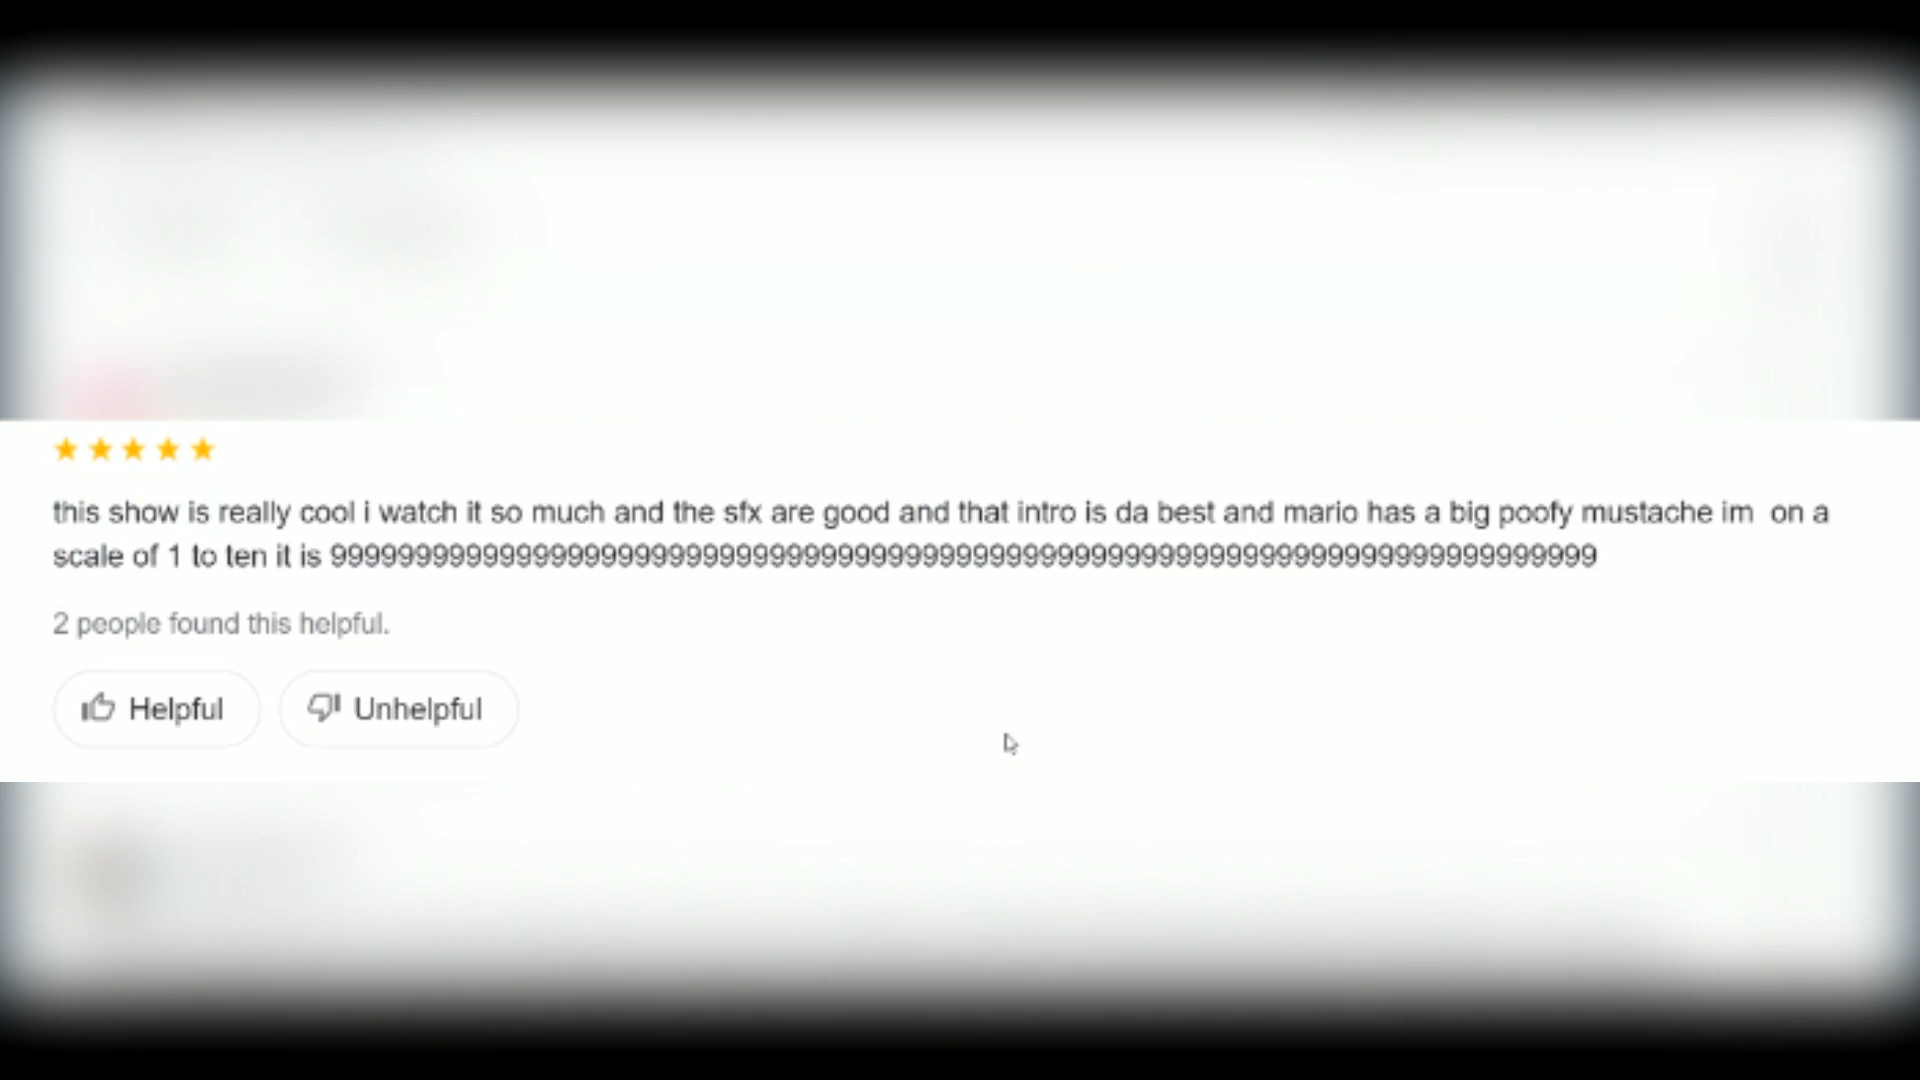 this show is really cool i watch it so much and the sfx are good and that intro is da best and mario has a big poofy mustache im  on a
scale of 1 to ten it is 999999999999999999999999999999999999999999999999999999999999999999999999999
2 people found this helpful.
Helpful
Unhelpful